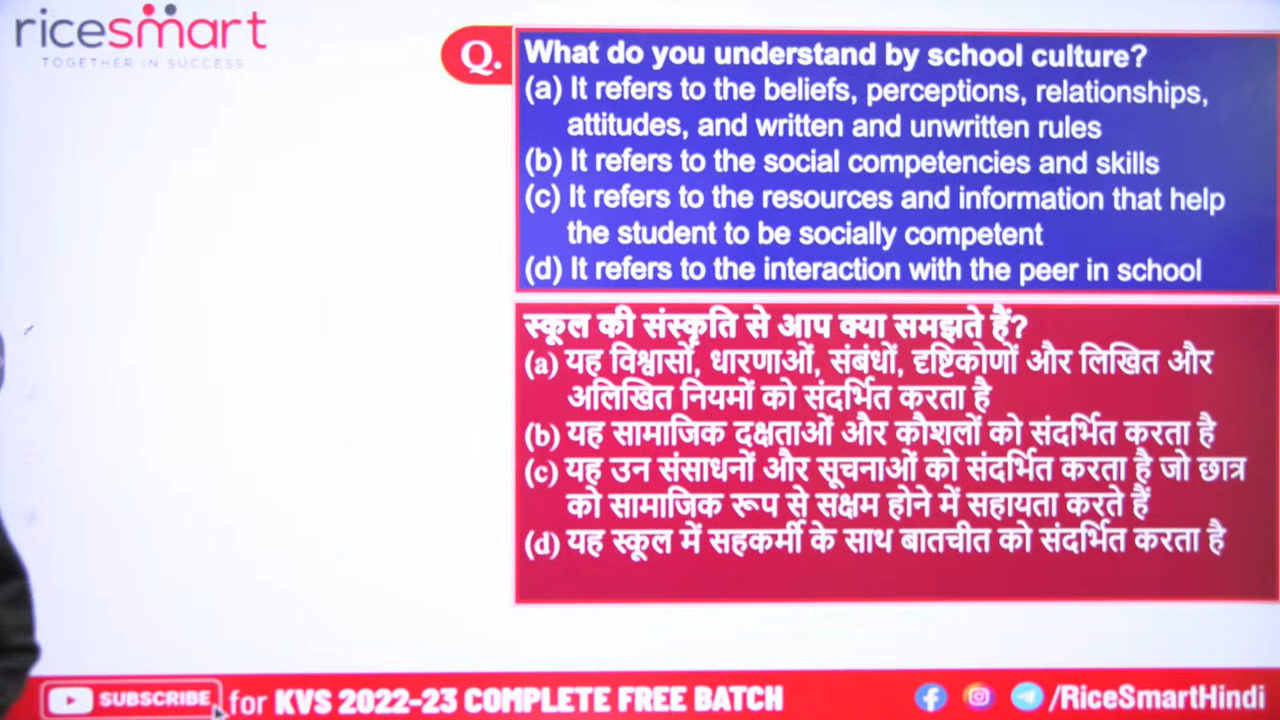 ricesmart
TOGETHER IN SUCCESS
Q.
What do you understand by school culture?
(a) It refers to the beliefs, perceptions, relationships,
attitudes, and written and unwritten rules
(b) It refers to the social competencies and skills
(c) It refers to the resources and information that help
the student to be socially competent
(d) It refers to the interaction with the peer in school
स्कूल की संस्कृति से आप क्या समझते हैं?
(a) यह विश्वासों, धारणाओं, संबंधों, दृष्टिकोणों और लिखित और
अलिखित नियमों को संदर्भित करता है
(b) यह सामाजिक दक्षताओं और कौशलों को संदर्भित करता है
(c) यह उन संसाधनों और सूचनाओं को संदर्भित करता है जो छात्र
को सामाजिक रूप से सक्षम होने में सहायता करते हैं
(d) यह स्कूल में सहकर्मी के साथ बातचीत को संदर्भित करता है
SUBSCRIBE for KVS 2022-23 COMPLETE FREE BATCH /RiceSmartHindi